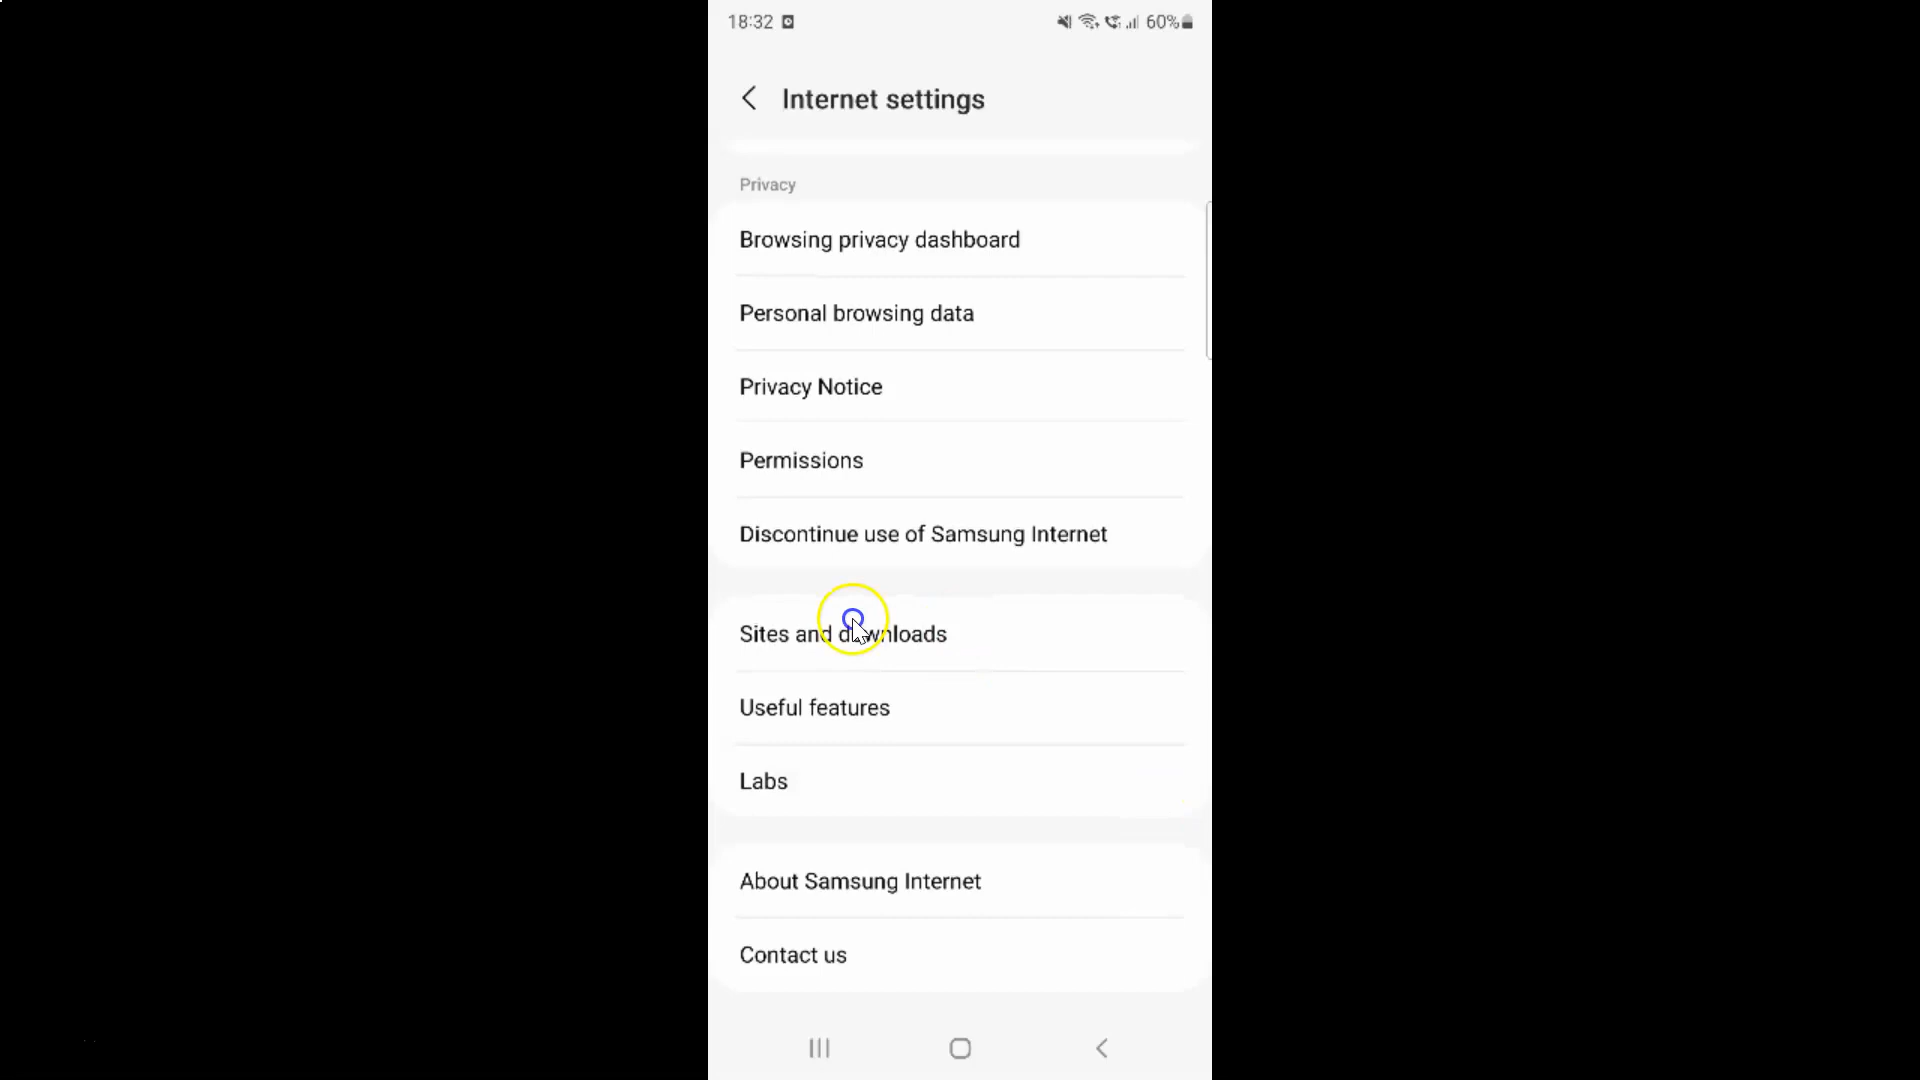 18:32 60%
Internet settings
Privacy
Browsing privacy dashboard
Personal browsing data
Privacy Notice
Permissions
Discontinue use of Samsung Internet
Sites and downloads
Useful features
Labs
About Samsung Internet
Contact us